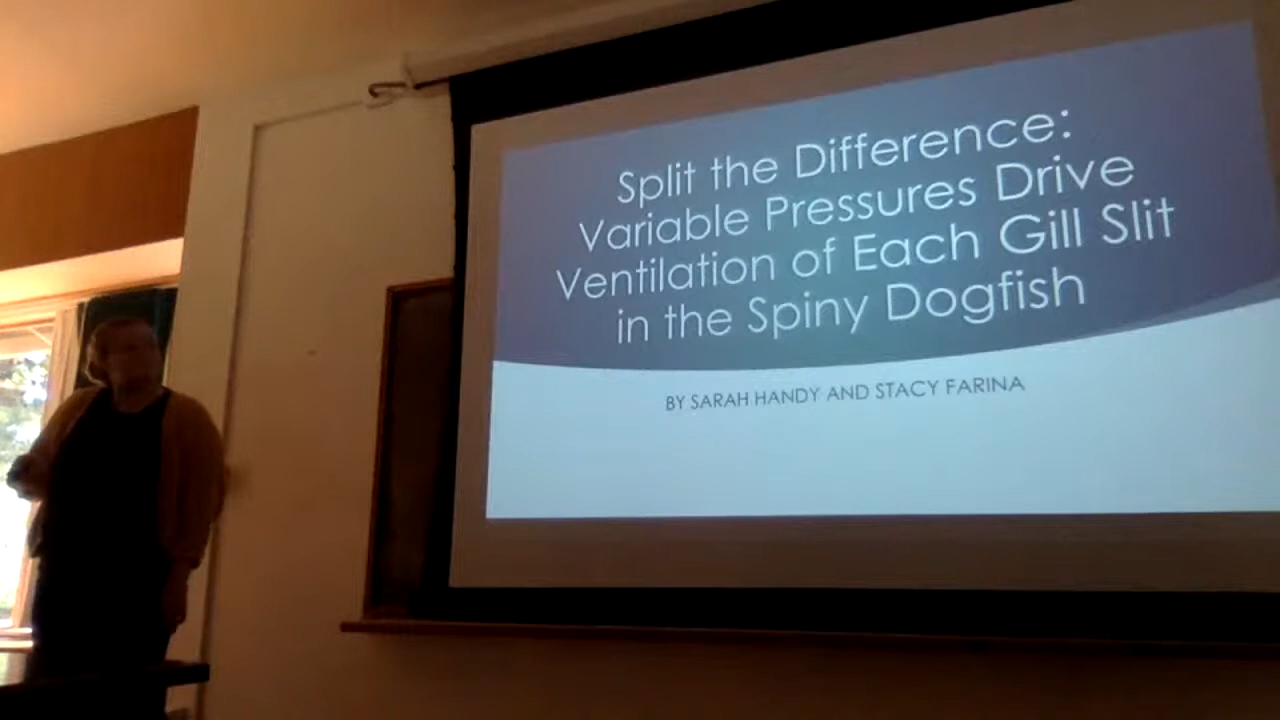 Split the Difference:
Variable Pressures Drive
Ventilation of Each Gill Slit
in the Spiny Dogfish
BY SARAH HANDY AND STACY FARINA